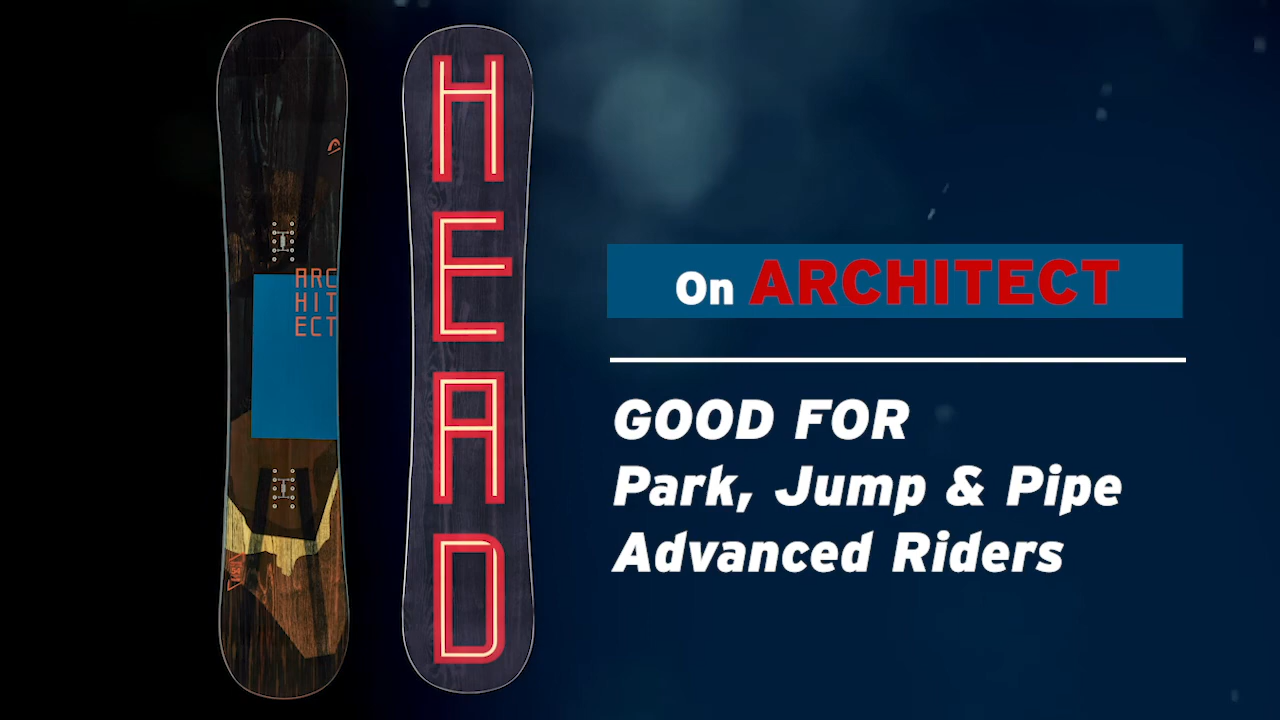 ARC
HIT
ECT
HEAD
On ARCHITECT
GOOD FOR
Park, Jump & Pipe
Advanced Riders